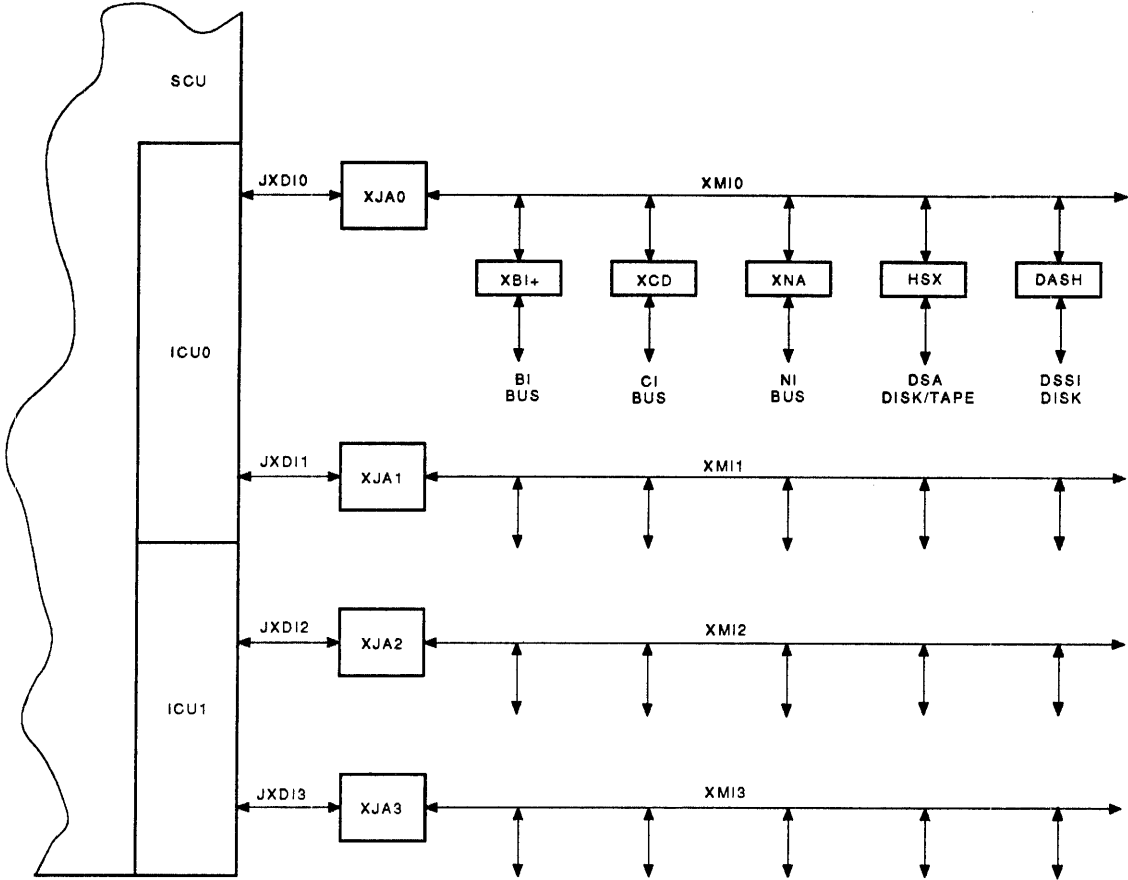 SCU
JXDI0
XJA0
XMI0
XBI+
XCD
XNA
HSX
DASH
ICU0
BI
BUS
CI
BUS
NI
BUS
DSA
DISK/TAPE
DSSI
DISK
JXDI1
XJA1
XMI1
JXDI2
XJA2
XMI2
ICU1
JXDI3
XJA3
XMI3